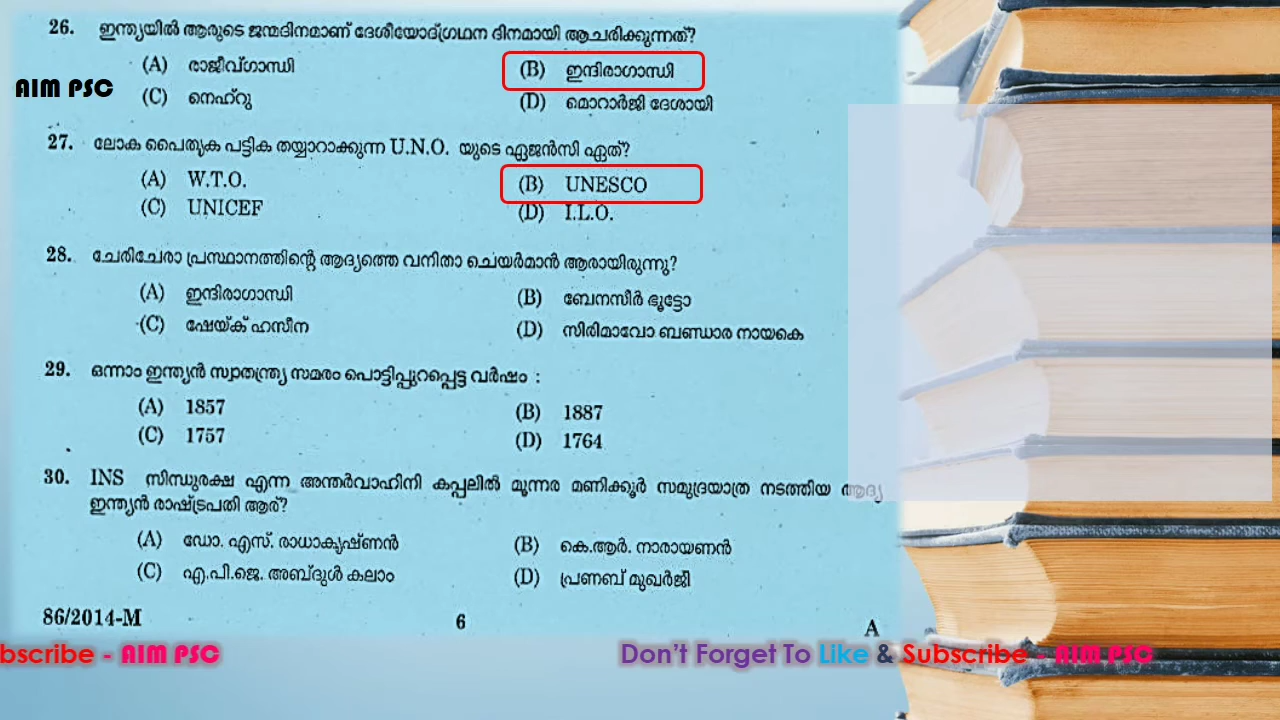 26. ഇന്ത്യയിൽ ആരുടെ ജന്മദിനമാണ് ദേശീയോദ്ഗ്രഥന ദിനമായി ആചരിക്കുന്നത്?
(A) രാജീവ്ഗാന്ധി (B) ഇന്ദിരാഗാന്ധി
AIM PSC
(C) നെഹ്റു (D) മൊറാർജി ദേശായി
27. ലോക പൈതൃക പട്ടിക തയ്യാറാക്കുന്ന U.N.O. യുടെ ഏജൻസി ഏത്?
(A) W.T.O. (B) UNESCO
(C) UNICEF (D) I.L.O.
28. ചേരിചേരാ പ്രസ്ഥാനത്തിന്റെ ആദ്യത്തെ വനിതാ ചെയർമാൻ ആരായിരുന്നു?
(A) ഇന്ദിരാഗാന്ധി (B) ബേനസീർ ഭൂട്ടോ
(C) ഷേയ്ക് ഹസീന (D) സിരിമാവോ ബണ്ഡാര നായകെ
29. ഒന്നാം ഇന്ത്യൻ സ്വാതന്ത്ര്യ സമരം പൊട്ടിപ്പുറപ്പെട്ട വർഷം :
(A) 1857 (B) 1887
(C) 1757 (D) 1764
30. INS സിന്ധുരക്ഷ എന്ന അന്തർവാഹിനി കപ്പലിൽ മൂന്നര മണിക്കൂർ സമുദ്രയാത്ര നടത്തിയ ആദ്യ
ഇന്ത്യൻ രാഷ്ട്രപതി ആര്?
(A) ഡോ. എസ്. രാധാകൃഷ്ണൻ (B) കെ.ആർ. നാരായണൻ
(C) എ.പി.ജെ. അബ്ദുൾ കലാം (D) പ്രണബ് മുഖർജീ
86/2014-M 6 A
bscribe - AIM PSC Don't Forget To Like & Subscribe - AIM PSC